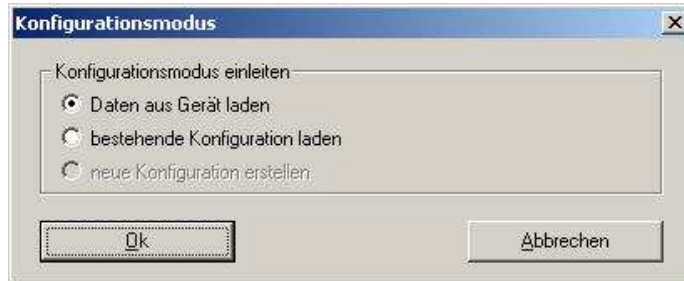 Konfigurationsmodus
Konfigurationsmodus einleiten
Daten aus Gerät laden
bestehende Konfiguration laden
neue Konfiguration erstellen
Ok
Abbrechen